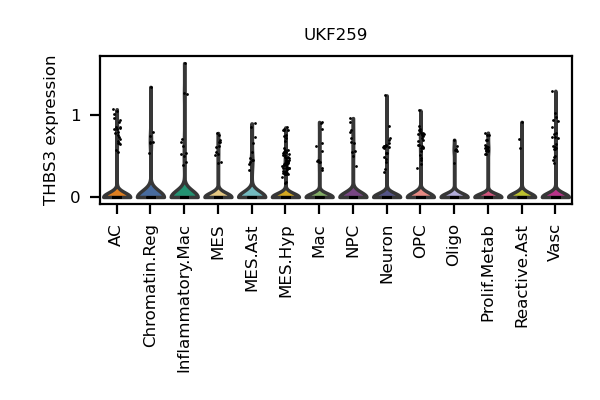 UKF259
THBS3 expression
1
0
AC
Chromatin.Reg
Inflammatory.Mac
MES
MES.Ast
MES.Hyp
Mac
NPC
Neuron
OPC
Oligo
Prolif.Metab
Reactive.Ast
Vasc